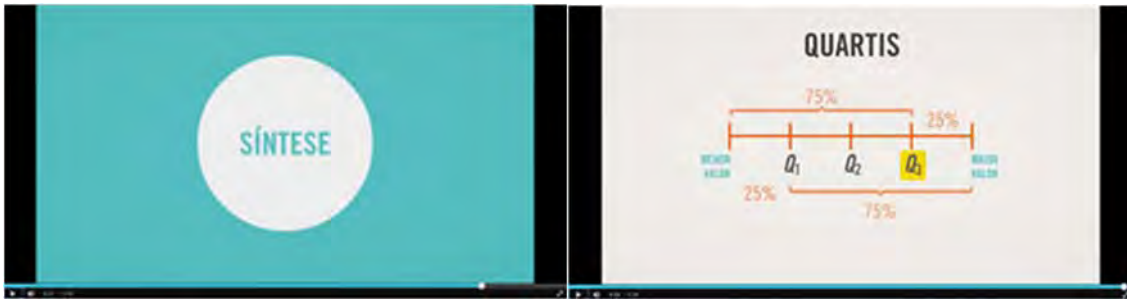 SÍNTESE
QUARTIS
75%
25%
MENOR
VALOR
Q1
Q2
Q3
MAIOR
VALOR
25%
75%